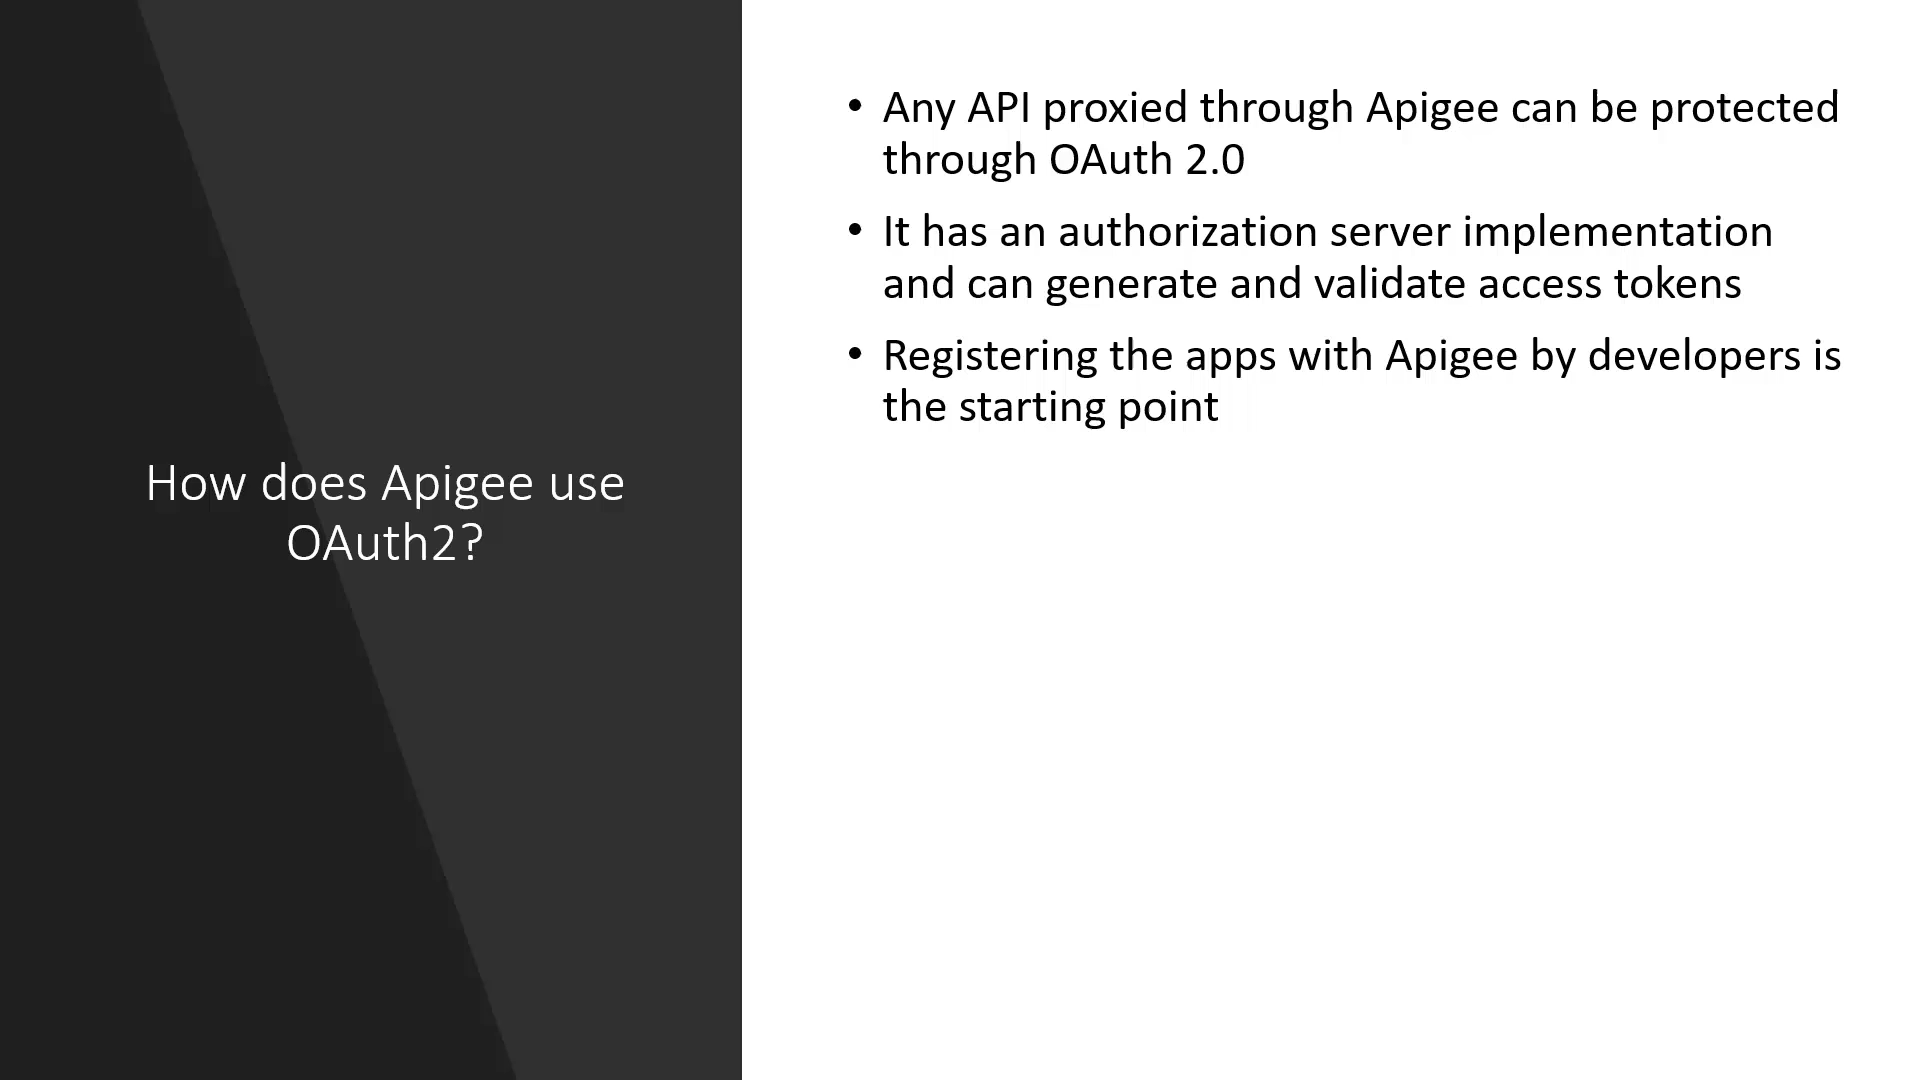 How does Apigee use
OAuth2?
• Any API proxied through Apigee can be protected
through OAuth 2.0
• It has an authorization server implementation
and can generate and validate access tokens
• Registering the apps with Apigee by developers is
the starting point